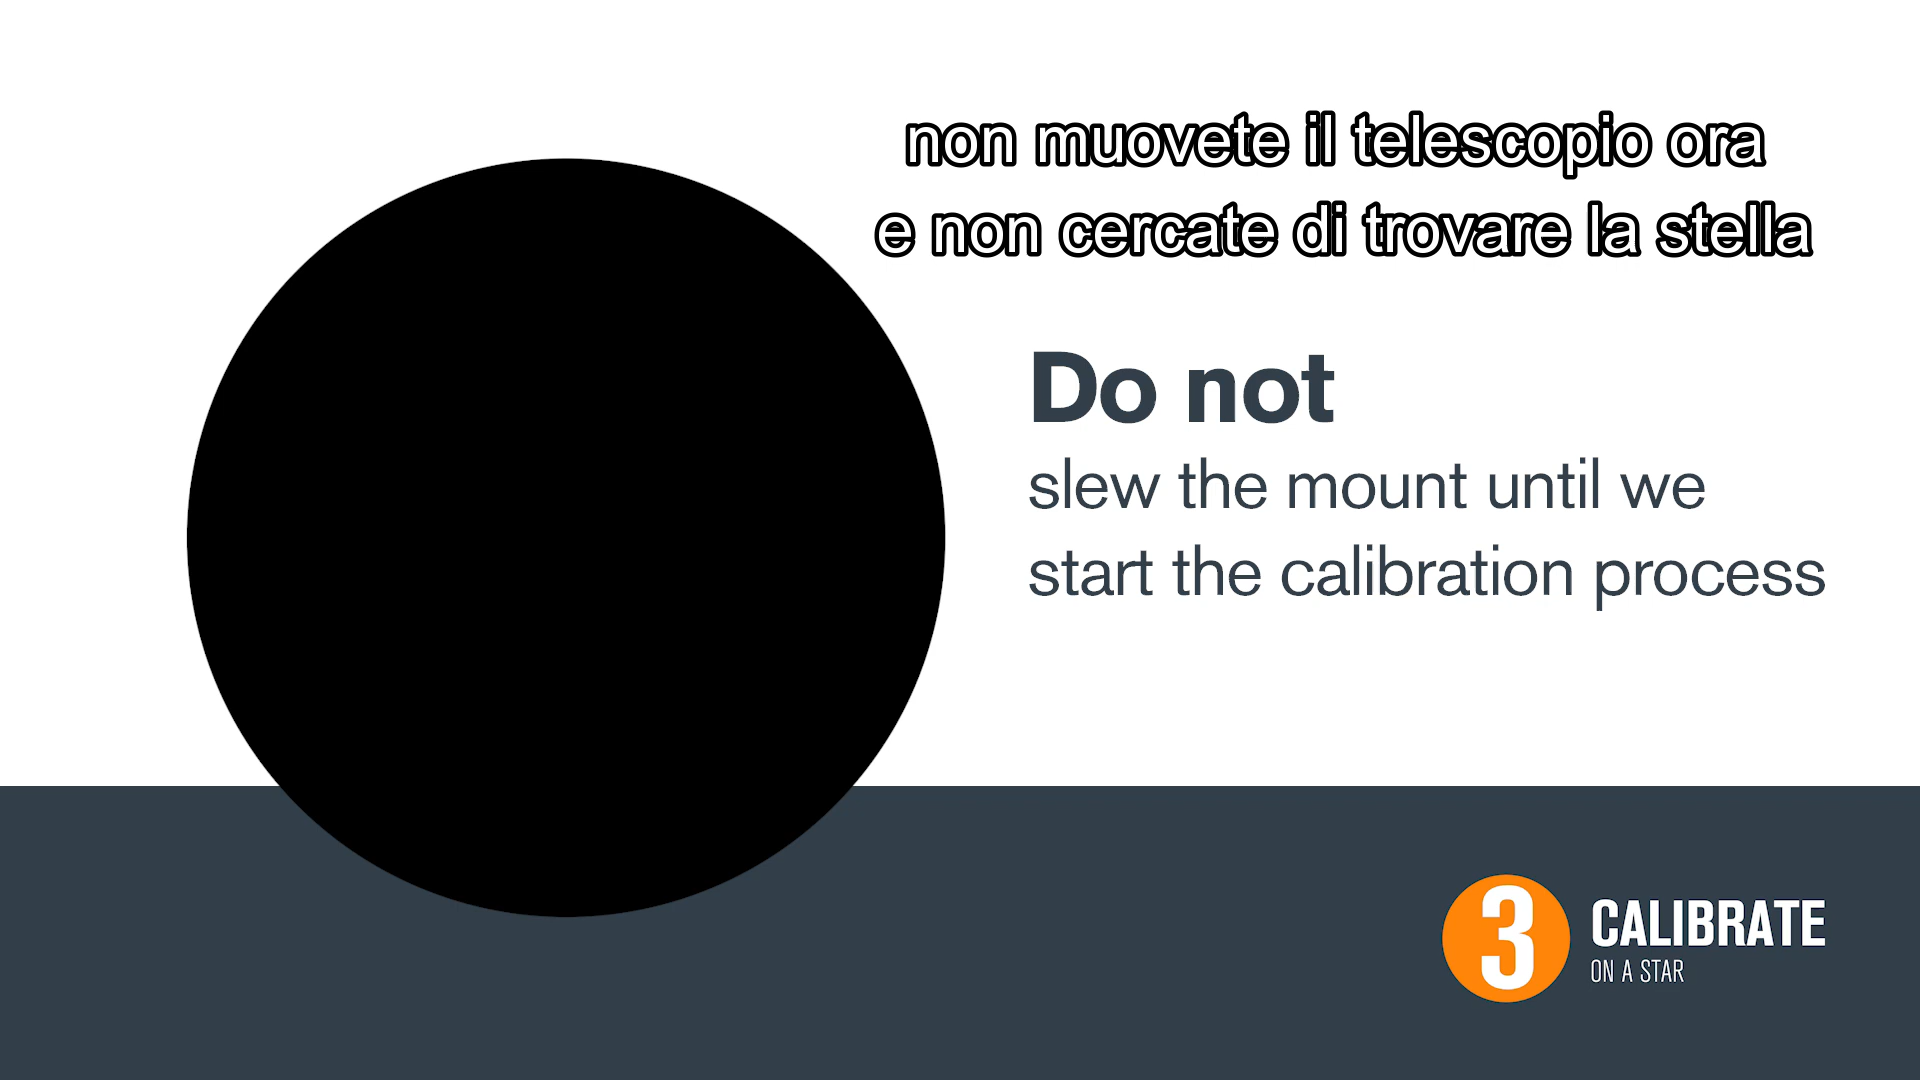 non muovete il telescopio ora
e non cercate di trovare la stella
Do not
slew the mount until we
start the calibration process
3
CALIBRATE
ON A STAR